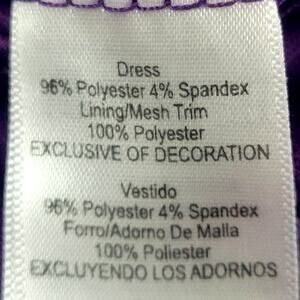 Dress
96% Polyester 4% Spandex
Lining/Mesh Trim
100% Polyester
EXCLUSIVE OF DECORATION
Vestido
96% Polyester 4% Spandex
Forro/Adorno De Malla
100% Poliester
EXCLUYENDO LOS ADORNOS